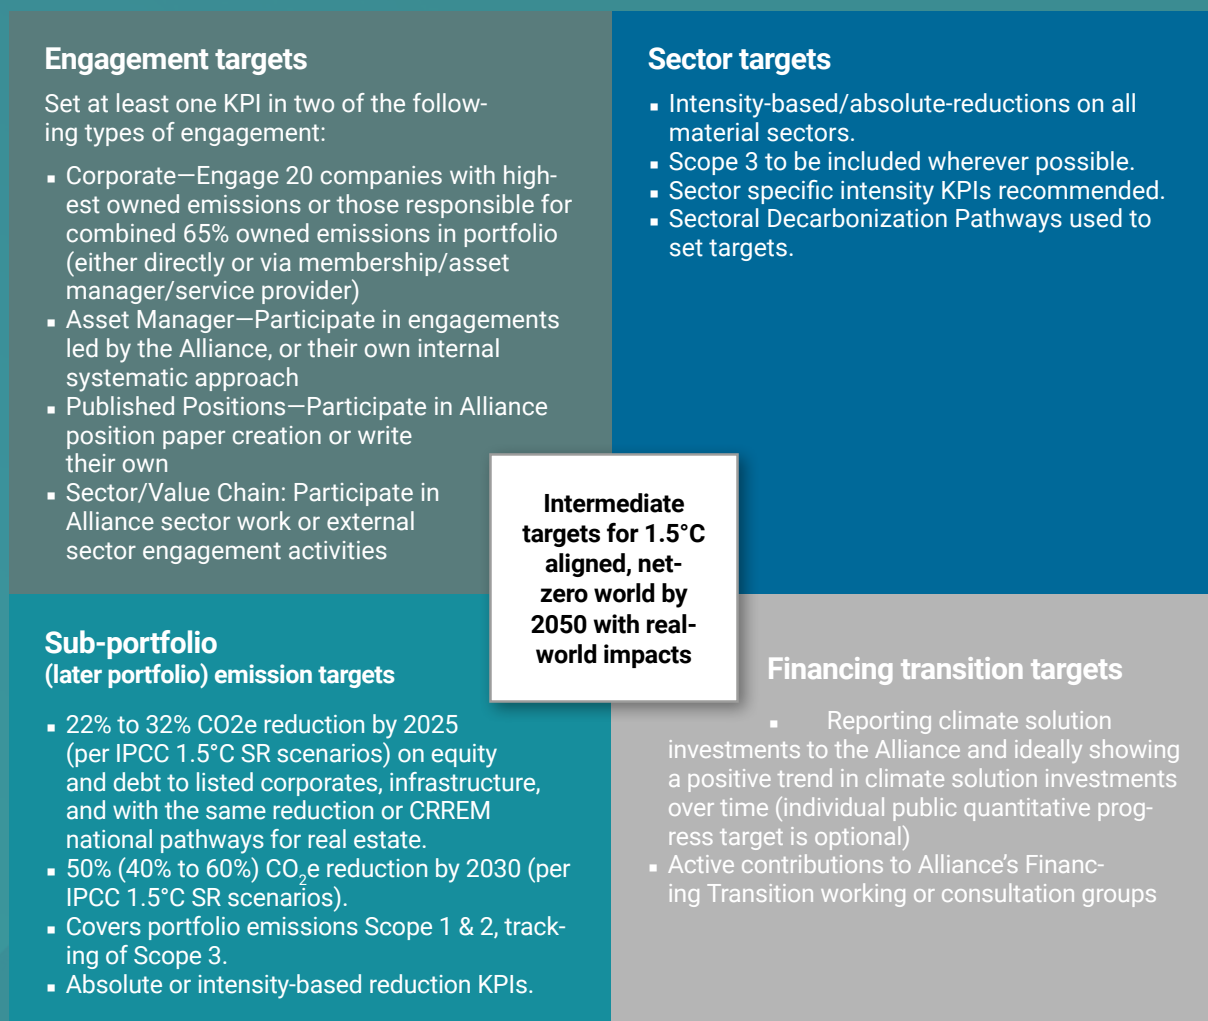 Engagement targets
Set at least one KPI in two of the follow-
ing types of engagement:
▪ Corporate—Engage 20 companies with high-
est owned emissions or those responsible for
combined 65% owned emissions in portfolio
(either directly or via membership/asset
manager/service provider)
▪ Asset Manager—Participate in engagements
led by the Alliance, or their own internal
systematic approach
▪ Published Positions—Participate in Alliance
position paper creation or write
their own
▪ Sector/Value Chain: Participate in
Alliance sector work or external
sector engagement activities
Sector targets
▪ Intensity-based/absolute-reductions on all
material sectors.
▪ Scope 3 to be included wherever possible.
▪ Sector specific intensity KPIs recommended.
▪ Sectoral Decarbonization Pathways used to
set targets.
Intermediate
targets for 1.5°C
aligned, net-
zero world by
2050 with real-
world impacts
Sub-portfolio
(later portfolio) emission targets
▪ 22% to 32% CO2e reduction by 2025
(per IPCC 1.5°C SR scenarios) on equity
and debt to listed corporates, infrastructure,
and with the same reduction or CRREM
national pathways for real estate.
▪ 50% (40% to 60%) CO₂e reduction by 2030 (per
IPCC 1.5°C SR scenarios).
▪ Covers portfolio emissions Scope 1 & 2, track-
ing of Scope 3.
▪ Absolute or intensity-based reduction KPIs.
Financing transition targets
▪ Reporting climate solution
investments to the Alliance and ideally showing
a positive trend in climate solution investments
over time (individual public quantitative prog-
ress target is optional)
▪ Active contributions to Alliance's Financ-
ing Transition working or consultation groups